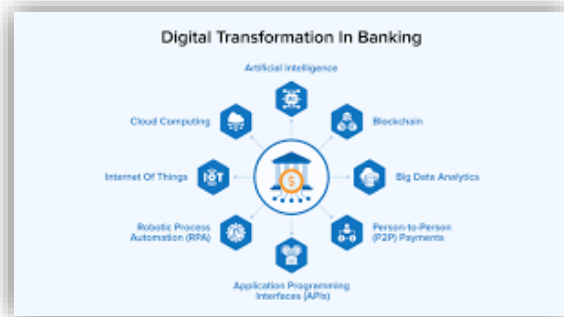 Digital Transformation In Banking
Artificial Intelligence
AI
Cloud Computing
Blockchain
Internet Of Things
IOT
$
Big Data Analytics
Robotic Process
Automation (RPA)
Person-to-Person
(P2P) Payments
Application Programming
Interfaces (APIs)